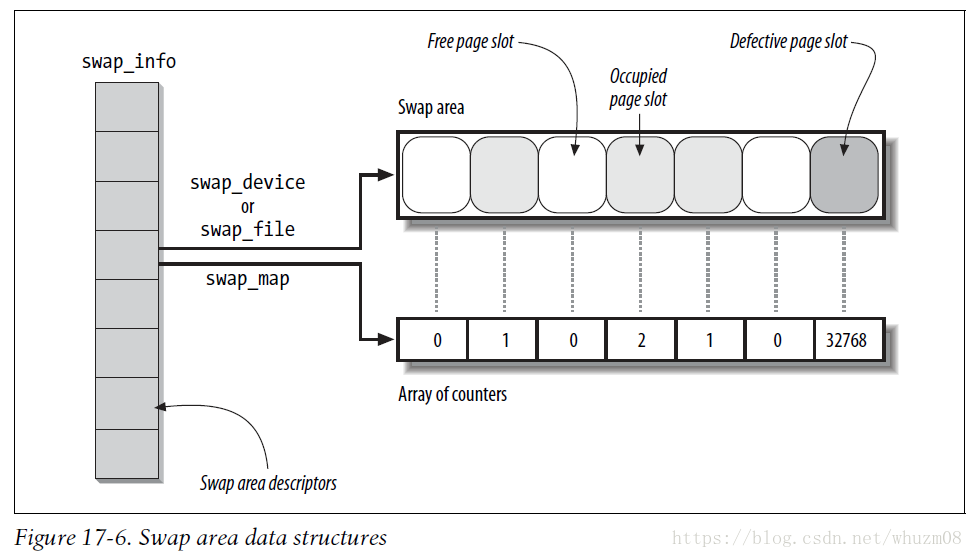 swap_info
Free page slot
Defective page slot
Occupied
page slot
Swap area
swap_device
or
swap_file
swap_map
0 1 0 2 1 0 32768
Array of counters
Swap area descriptors
Figure 17-6. Swap area data structures
https://blog.csdn.net/whuzm08